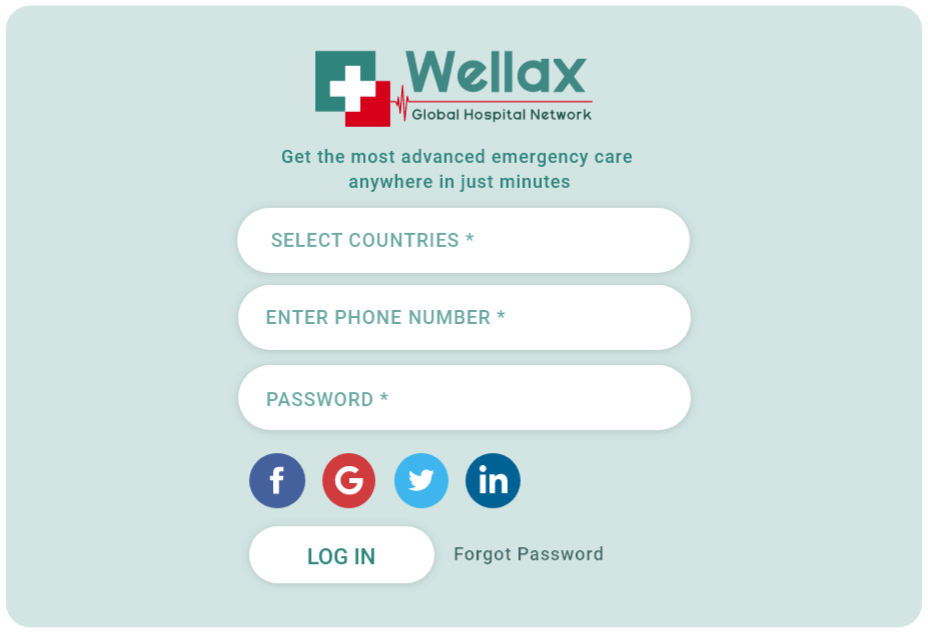 Wellax
Global Hospital Network
Get the most advanced emergency care
anywhere in just minutes
SELECT COUNTRIES *
ENTER PHONE NUMBER *
PASSWORD *
f G in
LOG IN Forgot Password